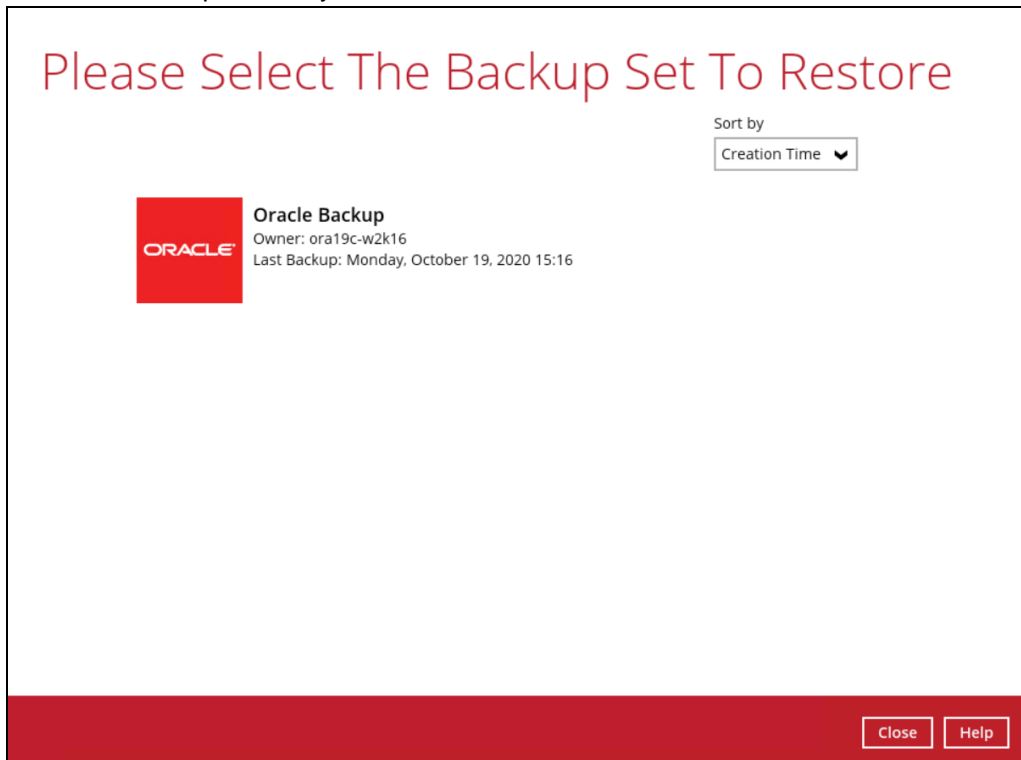 Please Select The Backup Set To Restore
Sort by
Creation Time
ORACLE
Oracle Backup
Owner: ora19c-w2k16
Last Backup: Monday, October 19, 2020 15:16
Close
Help